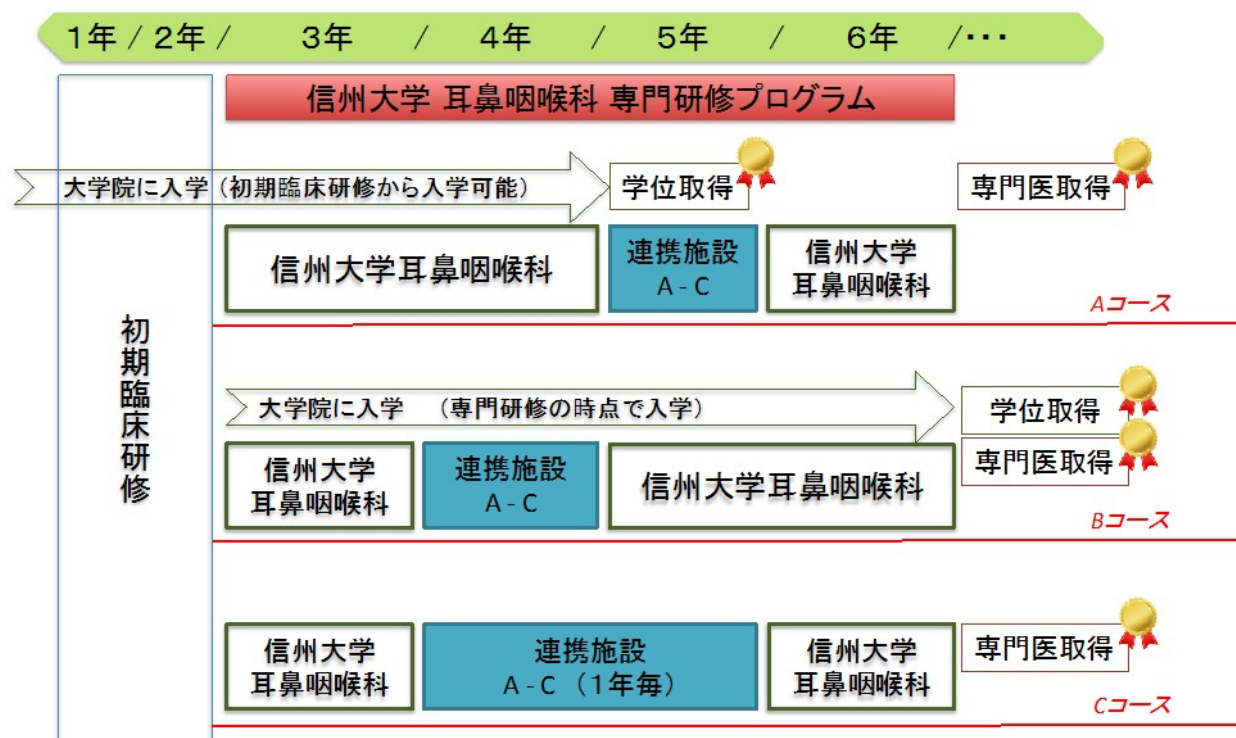 1年 / 2年 / 3年 / 4年 / 5年 / 6年 /･･･
信州大学 耳鼻咽喉科 専門研修プログラム
大学院に入学（初期臨床研修から入学可能）
学位取得
専門医取得
信州大学耳鼻咽喉科
連携施設
A - C
信州大学
耳鼻咽喉科
Aコース
初期臨床研修
大学院に入学　（専門研修の時点で入学）
学位取得
専門医取得
信州大学
耳鼻咽喉科
連携施設
A - C
信州大学耳鼻咽喉科
Bコース
信州大学
耳鼻咽喉科
連携施設
A - C （１年毎）
信州大学
耳鼻咽喉科
専門医取得
Cコース